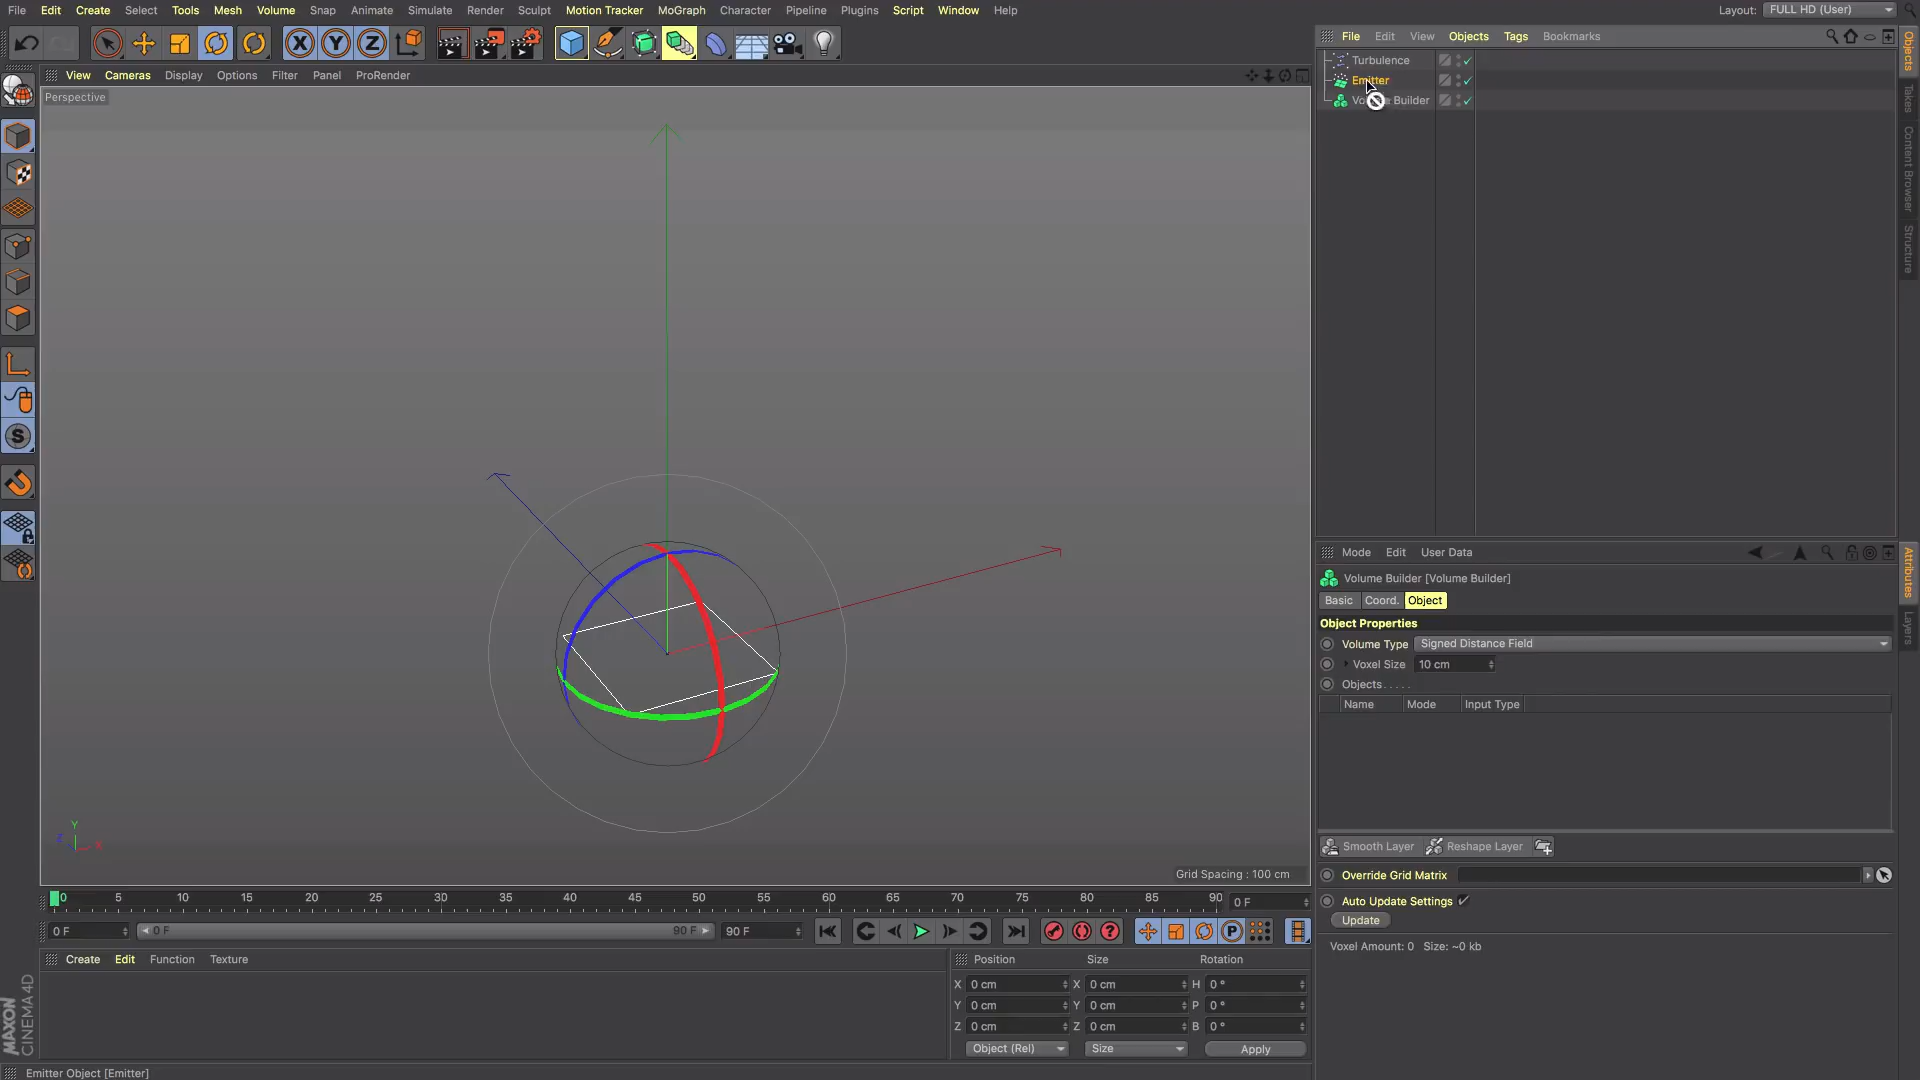 File Edit Create Select Tools Mesh Volume Snap Animate Simulate Render Sculpt Motion Tracker MoGraph Character Pipeline Plugins Script Window Help
Layout: FULL HD (User)
File Edit View Objects Tags Bookmarks
View Cameras Display Options Filter Panel ProRender
Perspective
Turbulence
Emitter
Builder
Objects
Takes
Content Browser
Structure
Mode Edit User Data
Volume Builder [Volume Builder]
Basic Coord. Object
Object Properties
Volume Type Signed Distance Field
Voxel Size 10 cm
Objects . . . . .
Name Mode Input Type
Attributes
Layers
Smooth Layer Reshape Layer
Override Grid Matrix
Auto Update Settings
Update
Voxel Amount: 0 Size: ~0 kb
Y
Z X
Grid Spacing : 100 cm
0 5 10 15 20 25 30 35 40 45 50 55 60 65 70 75 80 85 90 0 F
0 F 0 F 90 F 90 F
Create Edit Function Texture
Position Size Rotation
X 0 cm X 0 cm H 0 °
Y 0 cm Y 0 cm P 0 °
Z 0 cm Z 0 cm B 0 °
Object (Rel) Size Apply
MAXON
CINEMA 4D
Emitter Object [Emitter]